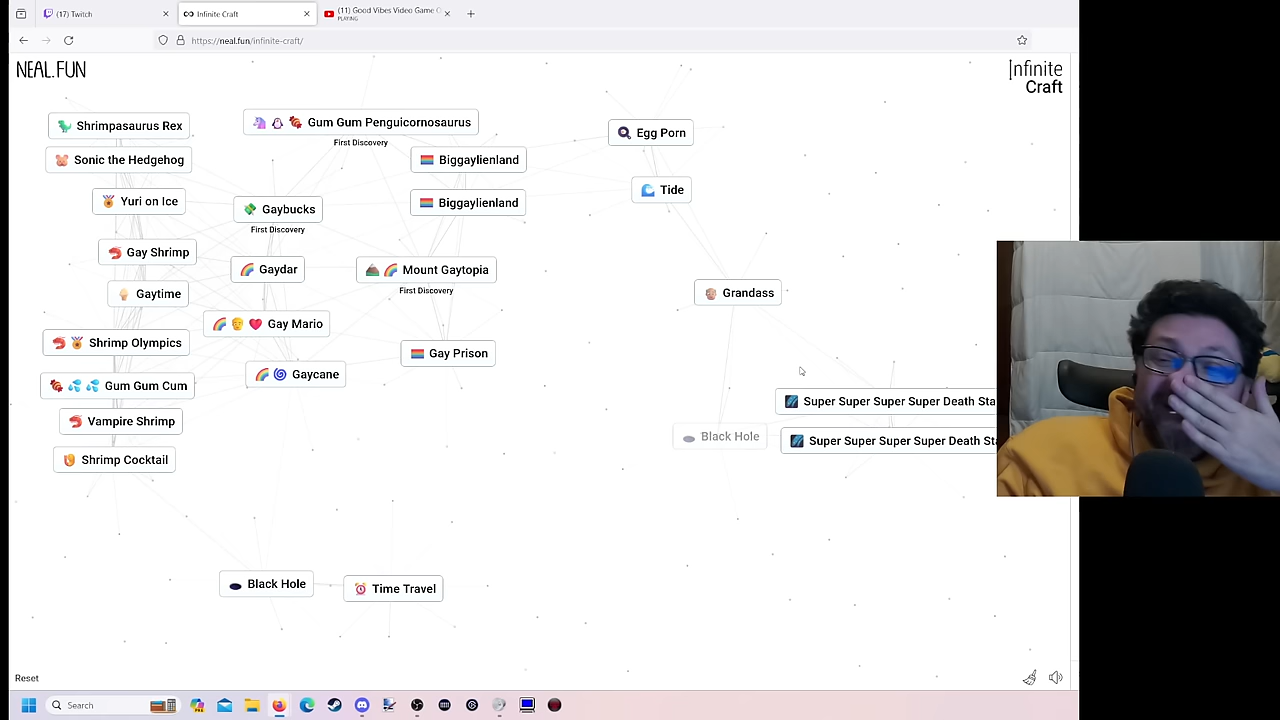 (17) Twitch
Infinite Craft
(11) Good Vibes Video Game
PLAYING
https://neal.fun/infinite-craft/
NEAL.FUN
Infinite
Craft
Shrimpasaurus Rex
Gum Gum Penguicornosaurus
First Discovery
Egg Porn
Sonic the Hedgehog
Biggaylienland
Tide
Yuri on Ice
Gaybucks
First Discovery
Biggaylienland
Gay Shrimp
Gaydar
Mount Gaytopia
First Discovery
Grandass
Gaytime
Gay Mario
Shrimp Olympics
Gay Prison
Gum Gum Cum
Gaycane
Super Super Super Super Death Sta
Vampire Shrimp
Black Hole
Super Super Super Super Death Sta
Shrimp Cocktail
Black Hole
Time Travel
Reset
Search